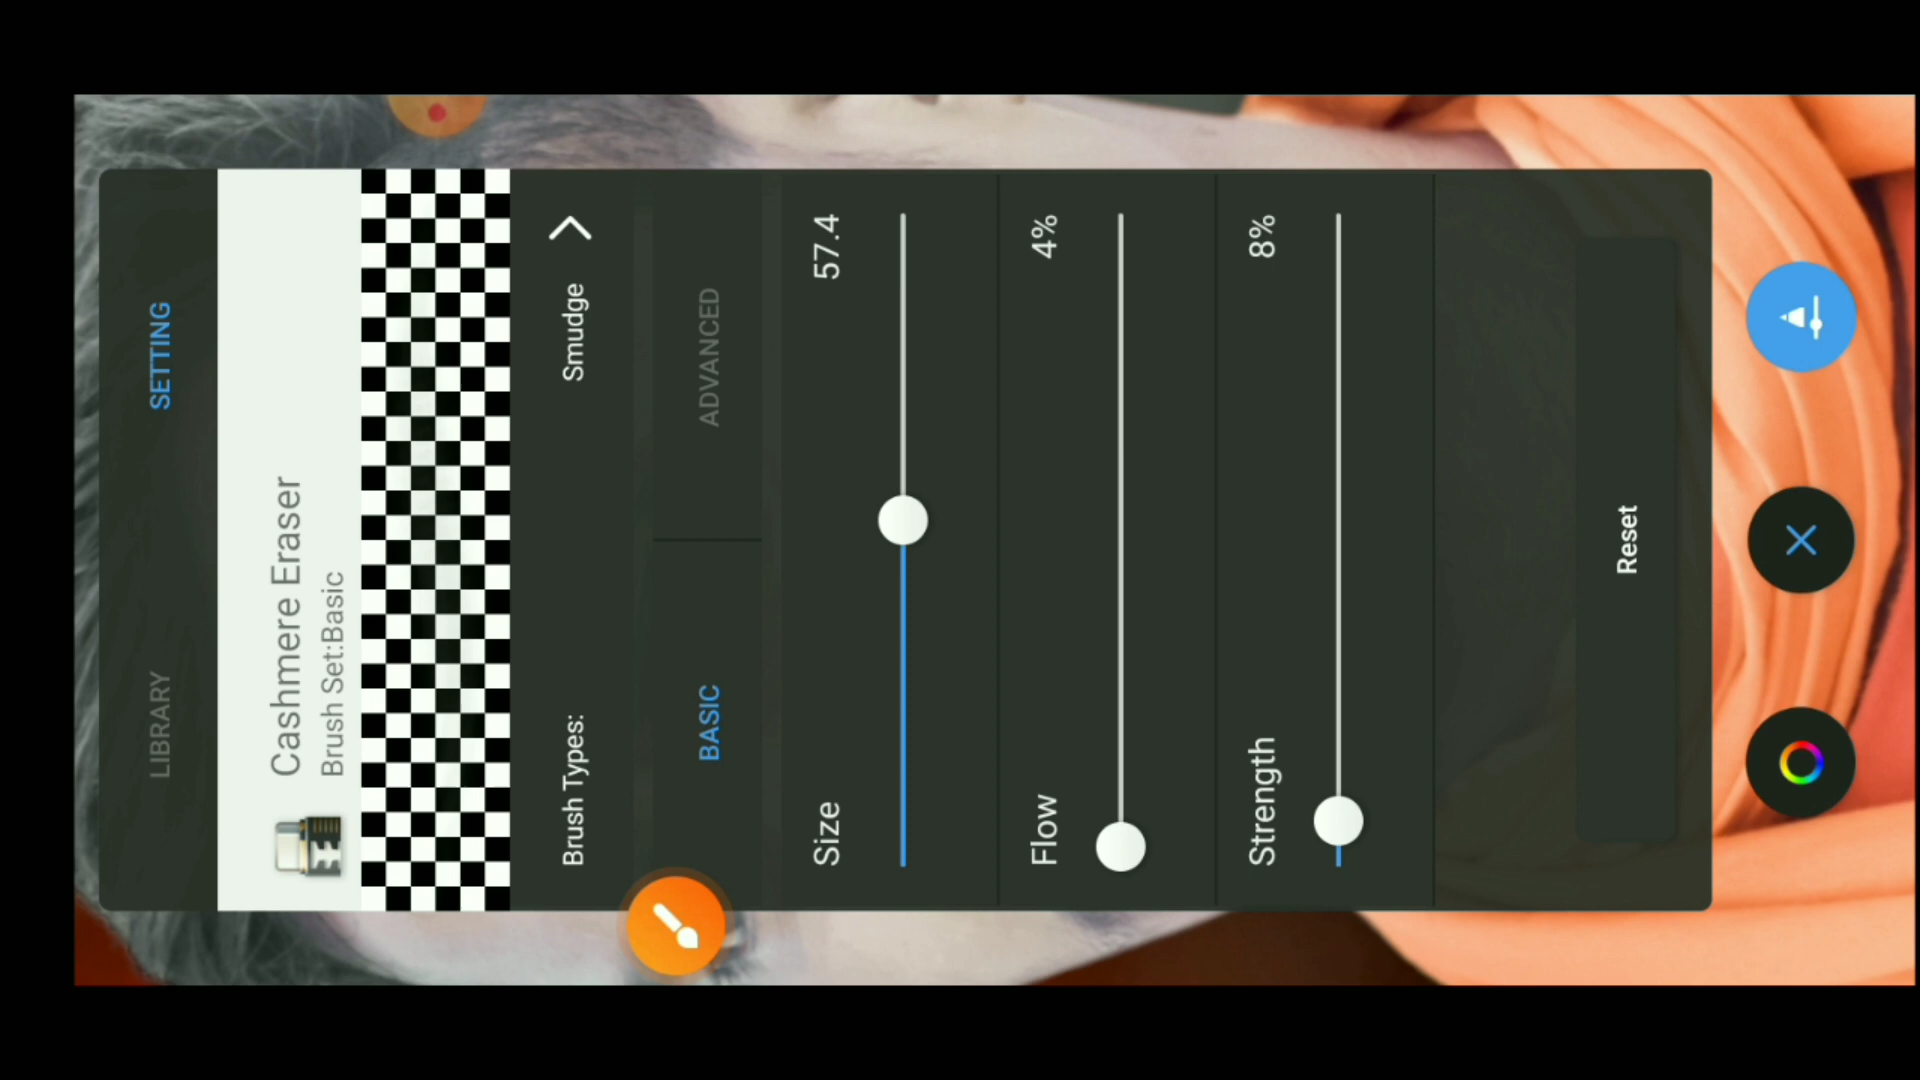 LIBRARY
SETTING
Cashmere Eraser
Brush Set:Basic
Brush Types:
Smudge
BASIC
ADVANCED
Size
57.4
Flow
4%
Strength
8%
Reset